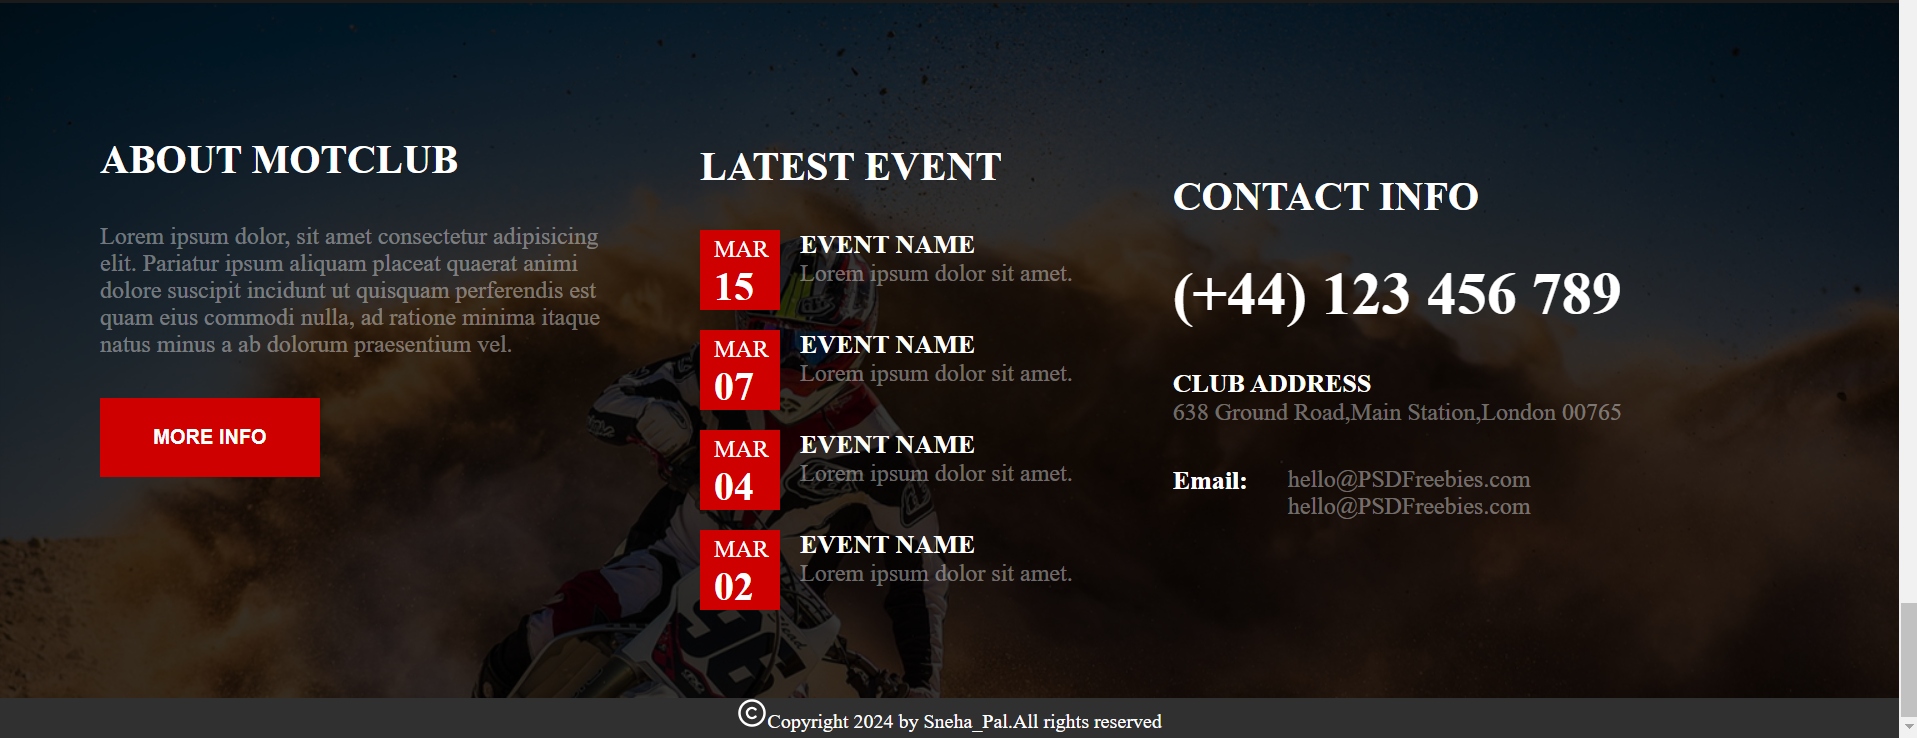 ABOUT MOTCLUB
Lorem ipsum dolor, sit amet consectetur adipisicing
elit. Pariatur ipsum aliquam placeat quaerat animi
dolore suscipit incidunt ut quisquam perferendis est
quam eius commodi nulla, ad ratione minima itaque
natus minus a ab dolorum praesentium vel.
MORE INFO
LATEST EVENT
MAR
15
EVENT NAME
Lorem ipsum dolor sit amet.
MAR
07
EVENT NAME
Lorem ipsum dolor sit amet.
MAR
04
EVENT NAME
Lorem ipsum dolor sit amet.
MAR
02
EVENT NAME
Lorem ipsum dolor sit amet.
96
CONTACT INFO
(+44) 123 456 789
CLUB ADDRESS
638 Ground Road,Main Station,London 00765
Email:
hello@PSDFreebies.com
hello@PSDFreebies.com
©Copyright 2024 by Sneha_Pal.All rights reserved